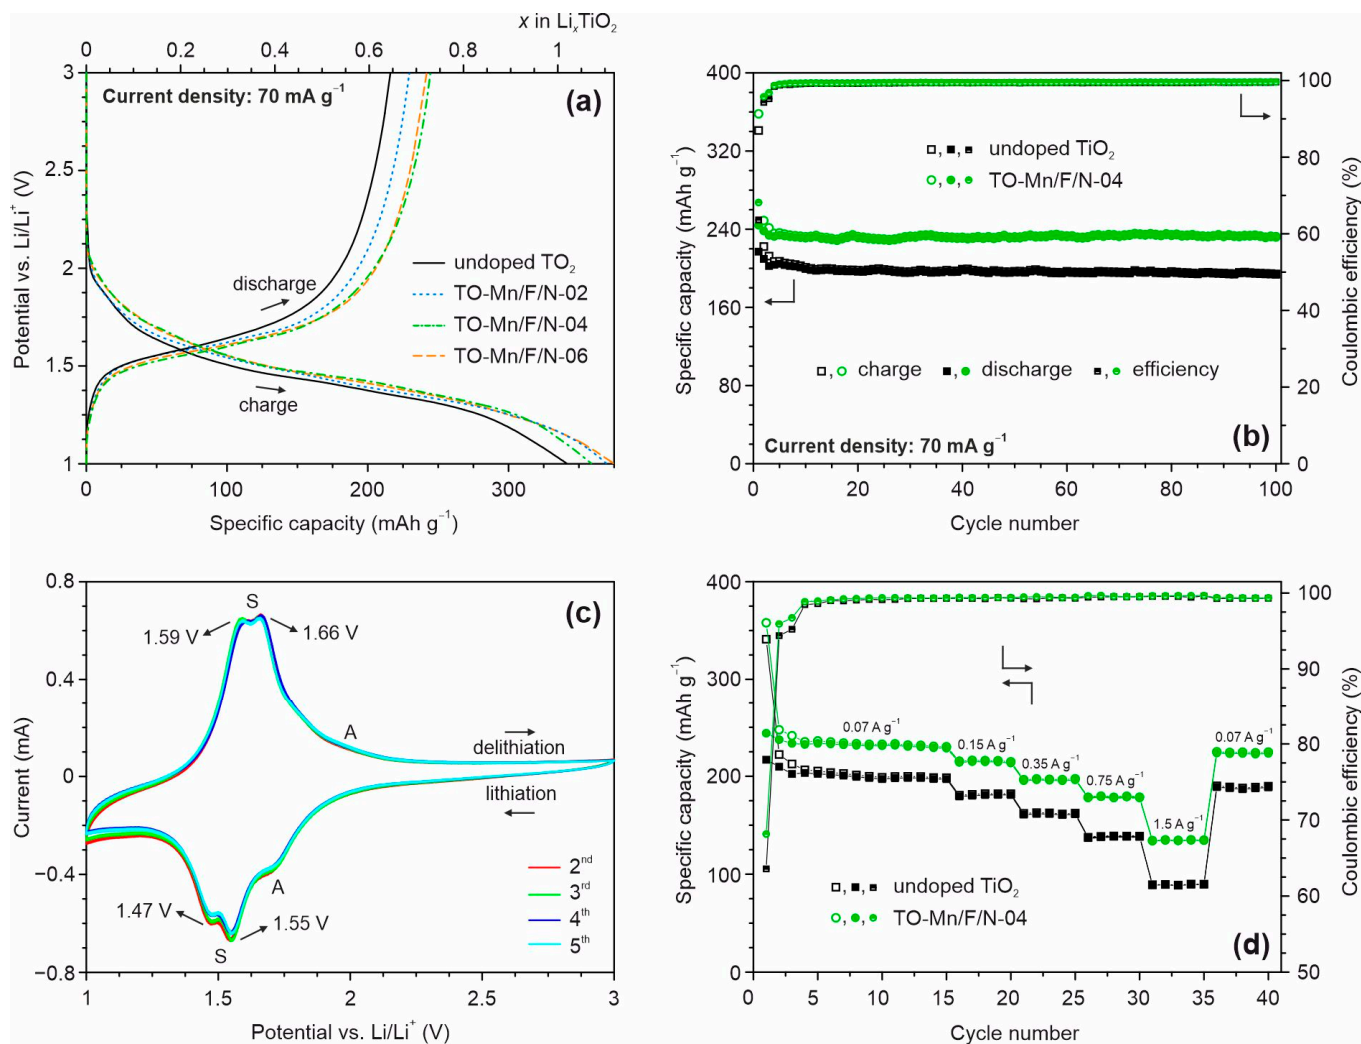 x in LiₓTiO₂
0 0.2 0.4 0.6 0.8 1
Current density: 70 mA g⁻¹
(a)
3
2.5
2
1.5
1
Potential vs. Li/Li⁺ (V)
discharge
charge
undoped TO₂
TO-Mn/F/N-02
TO-Mn/F/N-04
TO-Mn/F/N-06
0 100 200 300
Specific capacity (mAh g⁻¹)
400
320
240
160
80
0
Specific capacity (mAh g⁻¹)
undoped TiO₂
TO-Mn/F/N-04
charge
discharge
efficiency
Current density: 70 mA g⁻¹
(b)
100
80
60
40
20
0
Coulombic efficiency (%)
0 20 40 60 80 100
Cycle number
0.8
0.4
0
−0.4
−0.8
Current (mA)
(c)
S
1.59 V
1.66 V
A
delithiation
lithiation
A
1.47 V
1.55 V
S
2nd
3rd
4th
5th
1 1.5 2 2.5 3
Potential vs. Li/Li⁺ (V)
400
300
200
100
0
Specific capacity (mAh g⁻¹)
0.07 A g⁻¹
0.15 A g⁻¹
0.35 A g⁻¹
0.75 A g⁻¹
1.5 A g⁻¹
0.07 A g⁻¹
undoped TiO₂
TO-Mn/F/N-04
(d)
100
90
80
70
60
50
Coulombic efficiency (%)
0 5 10 15 20 25 30 35 40
Cycle number